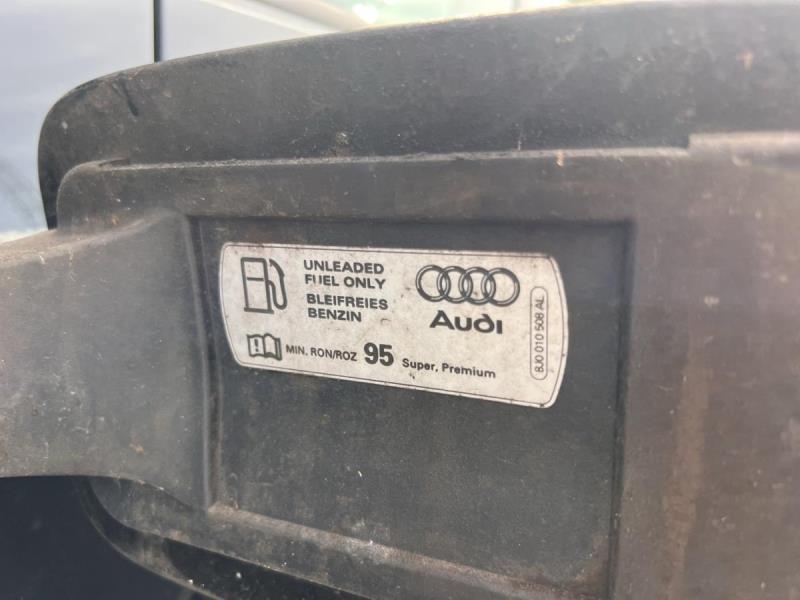 UNLEADED
FUEL ONLY
BLEIFREIES
BENZIN
MIN. RON/ROZ 95 Super, Premium
Audi
8J0 010 508 AL